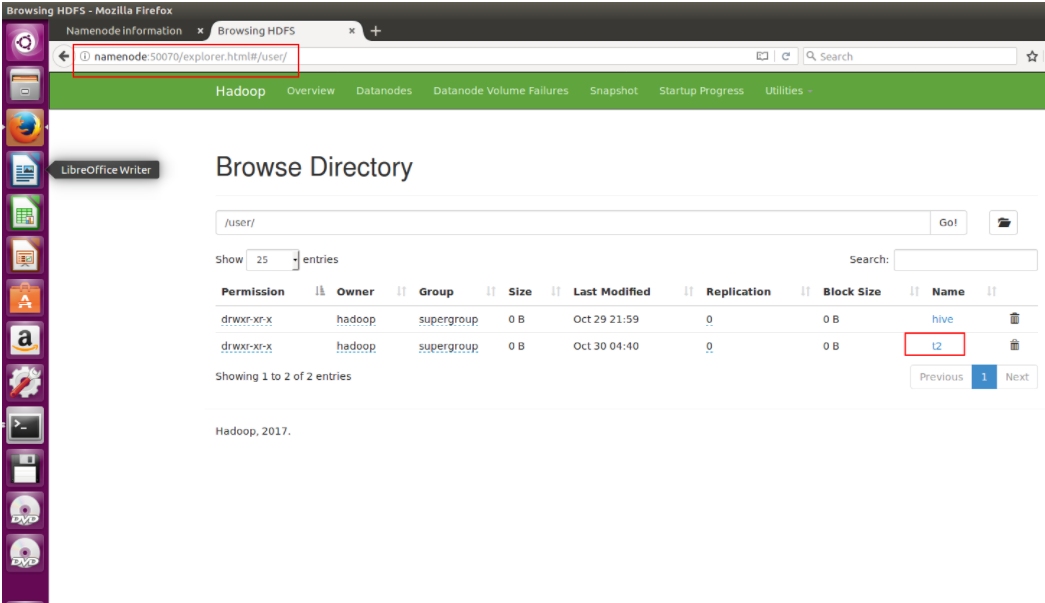 Browsing HDFS - Mozilla Firefox
Namenode information × Browsing HDFS × +
namenode:50070/explorer.html#/user/ Search
Hadoop Overview Datanodes Datanode Volume Failures Snapshot Startup Progress Utilities
LibreOffice Writer
Browse Directory
/user/ Go!
Show 25 entries Search:
Permission Owner Group Size Last Modified Replication Block Size Name
drwxr-xr-x hadoop supergroup 0 B Oct 29 21:59 0 0 B hive
drwxr-xr-x hadoop supergroup 0 B Oct 30 04:40 0 0 B t2
Showing 1 to 2 of 2 entries Previous 1 Next
Hadoop, 2017.
a
DVD
DVD